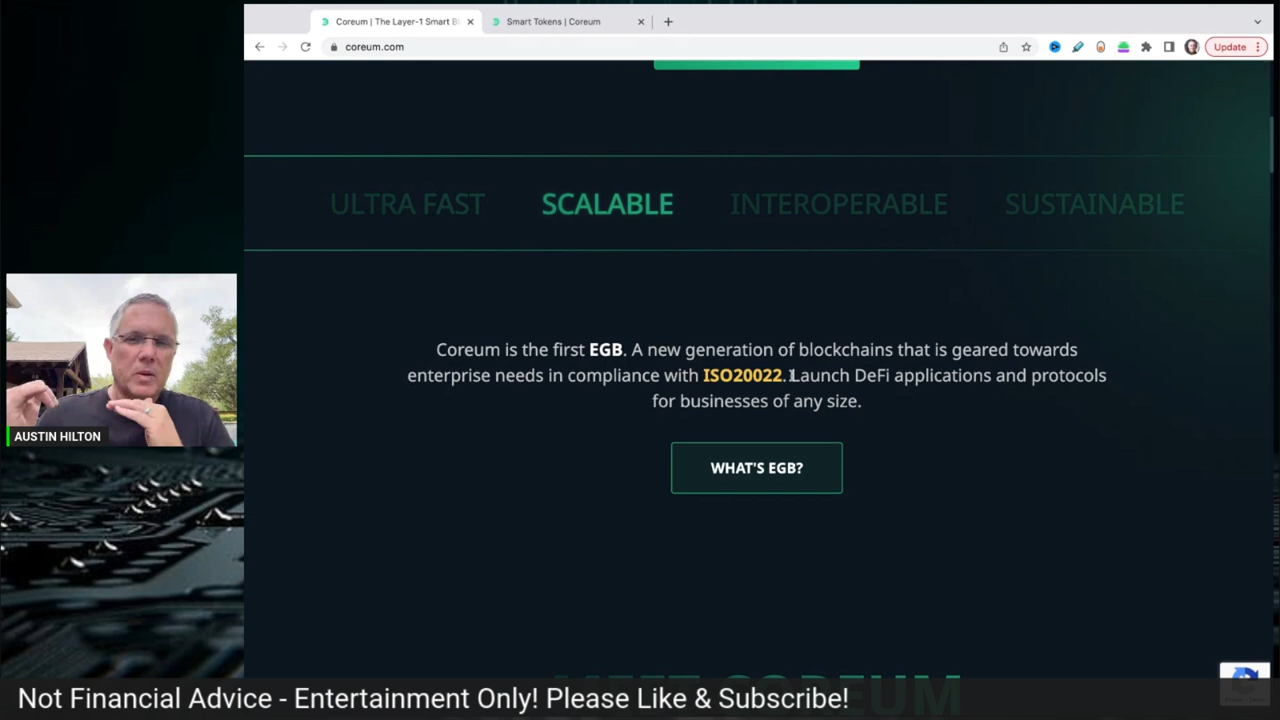 Coreum | The Layer-1 Smart Bl
Smart Tokens | Coreum
coreum.com
Update
ULTRA FAST
SCALABLE
INTEROPERABLE
SUSTAINABLE
Coreum is the first EGB. A new generation of blockchains that is geared towards
enterprise needs in compliance with ISO20022. Launch DeFi applications and protocols
for businesses of any size.
WHAT'S EGB?
AUSTIN HILTON
MEET COREUM
Not Financial Advice - Entertainment Only! Please Like & Subscribe!